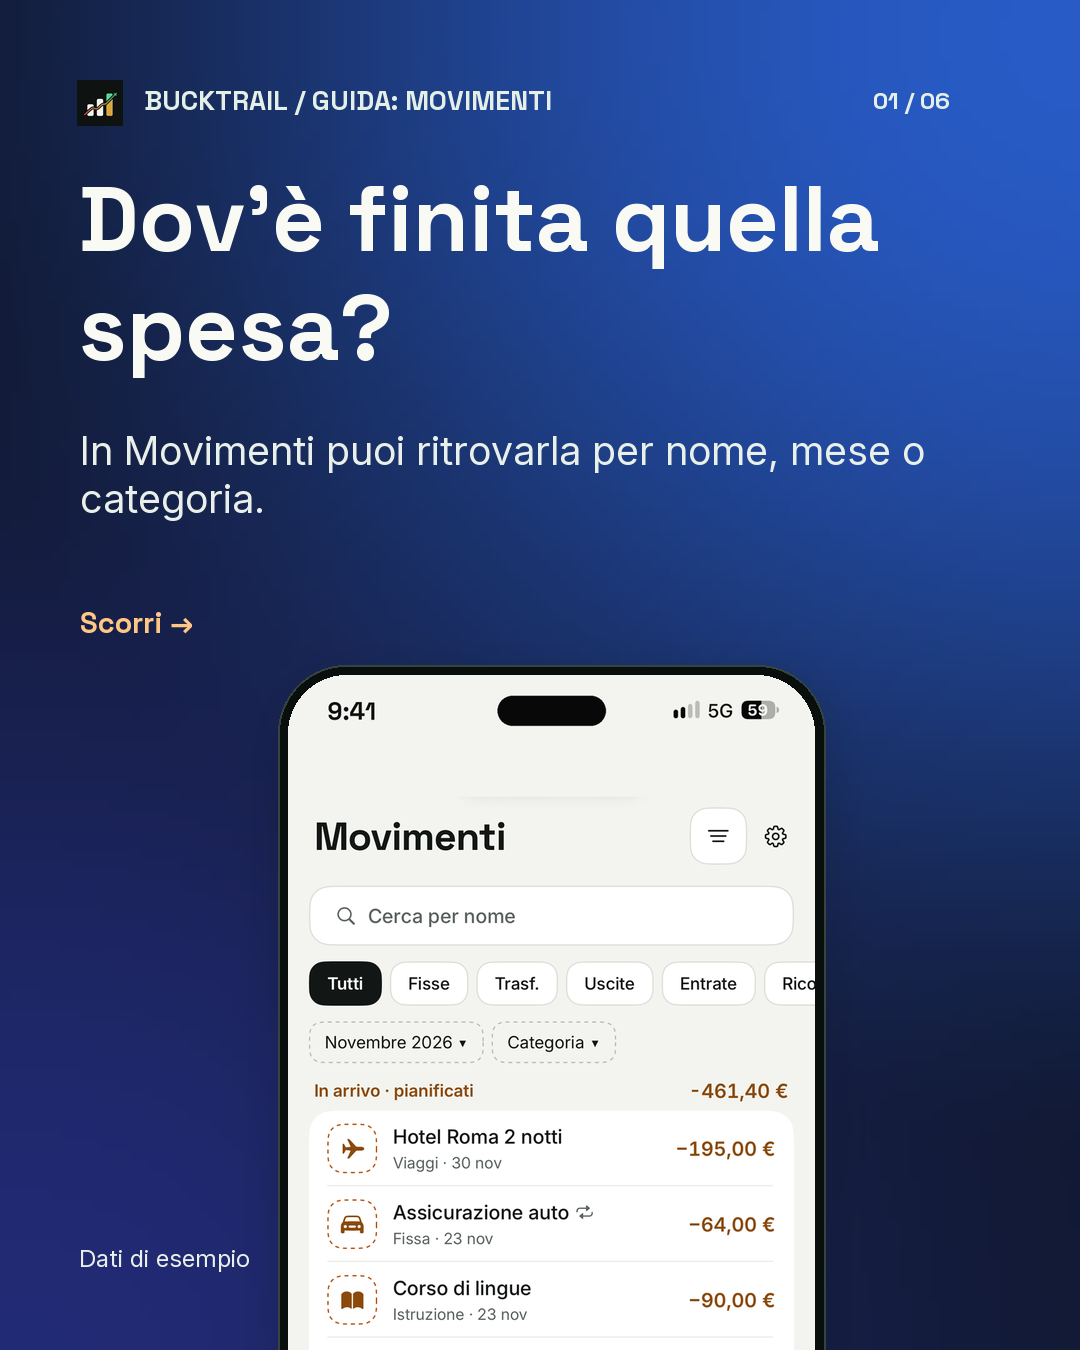 BUCKTRAIL / GUIDA: MOVIMENTI
01 / 06
Dov’è finita quella
spesa?
In Movimenti puoi ritrovarla per nome, mese o
categoria.
Scorri →
9:41
5G 59
Movimenti
Cerca per nome
Tutti Fisse Trasf. Uscite Entrate Rico
Novembre 2026 ▾ Categoria ▾
In arrivo · pianificati -461,40 €
Hotel Roma 2 notti −195,00 €
Viaggi · 30 nov
Assicurazione auto −64,00 €
Fissa · 23 nov
Corso di lingue −90,00 €
Istruzione · 23 nov
Dati di esempio